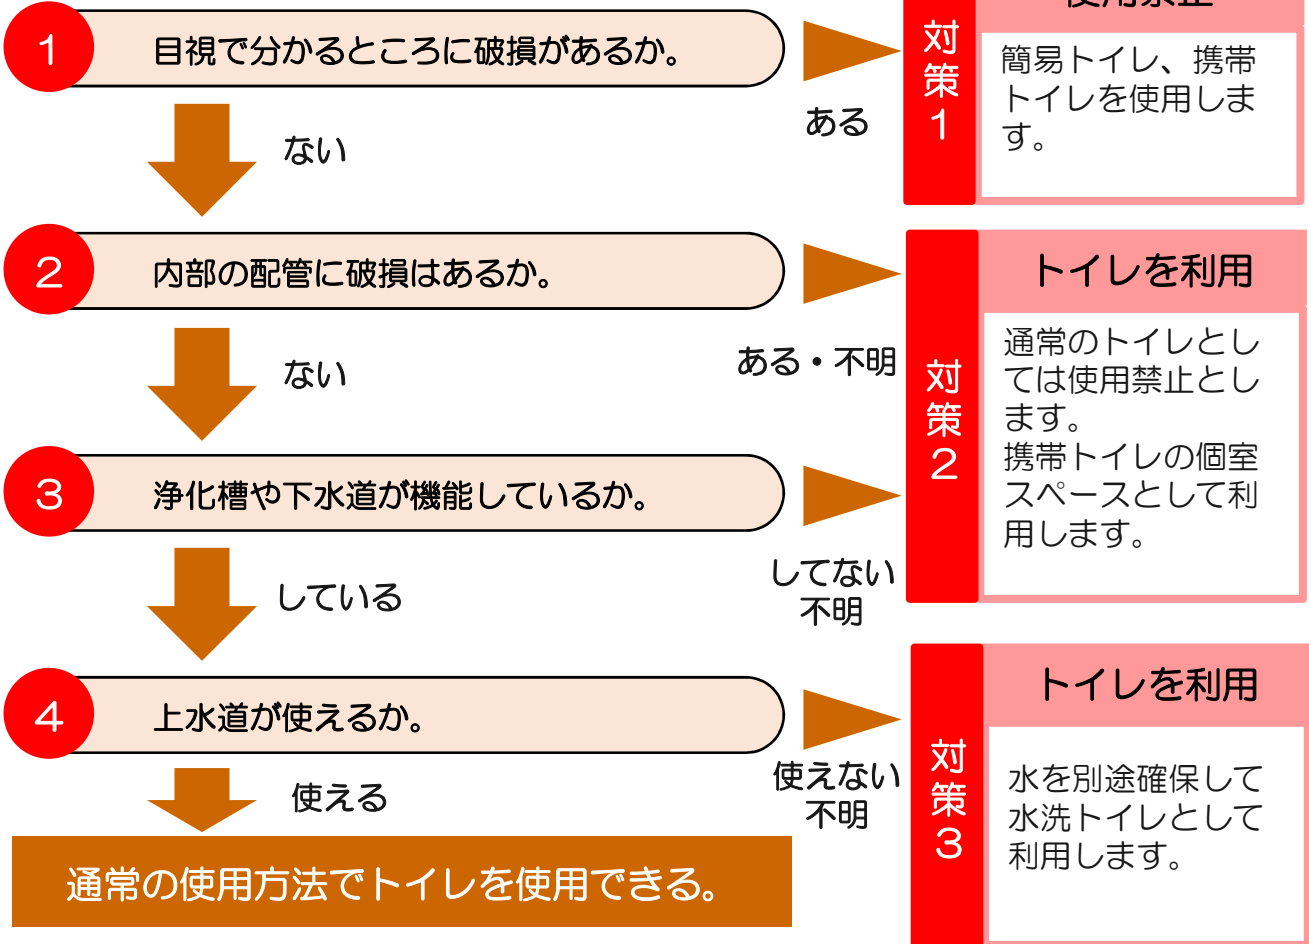 使用禁止
1
目視で分かるところに破損があるか。
ある
ない
対策1
簡易トイレ、携帯
トイレを使用しま
す。
2
内部の配管に破損はあるか。
ある・不明
ない
3
浄化槽や下水道が機能しているか。
してない
不明
している
対策2
トイレを利用
通常のトイレとし
ては使用禁止とし
ます。
携帯トイレの個室
スペースとして利
用します。
4
上水道が使えるか。
使えない
不明
使える
対策3
トイレを利用
水を別途確保して
水洗トイレとして
利用します。
通常の使用方法でトイレを使用できる。